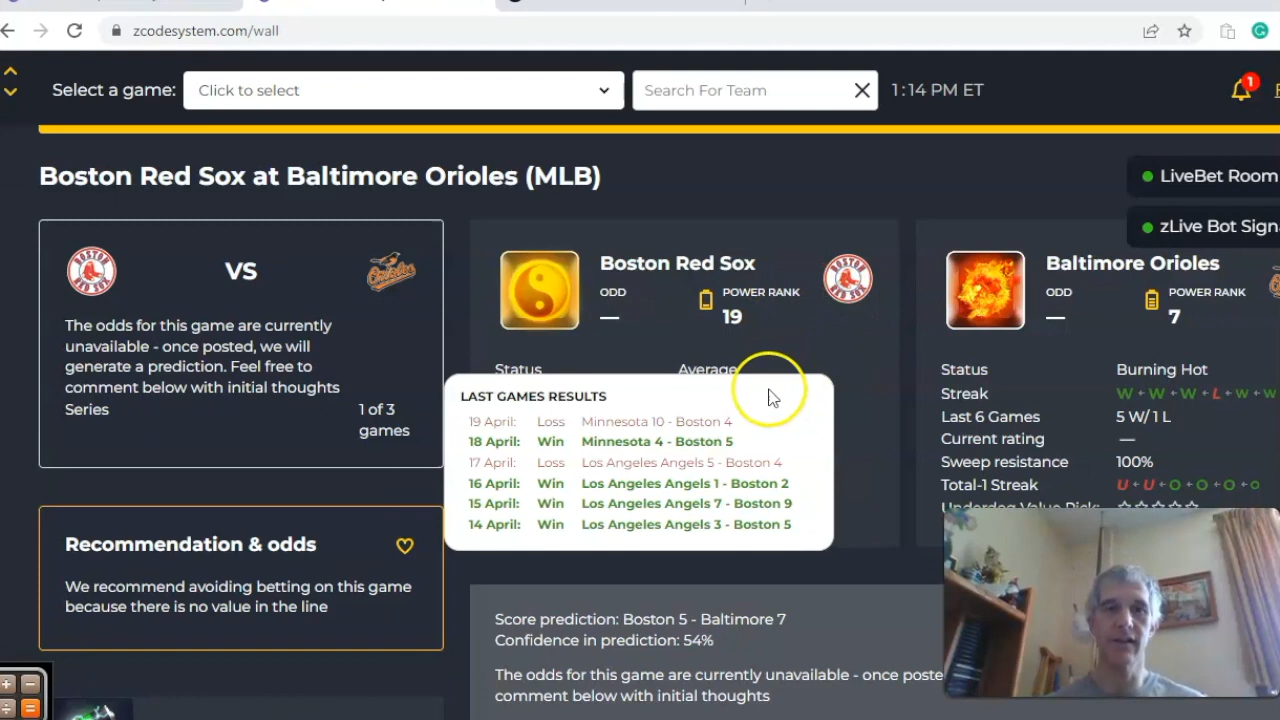 zcodesystem.com/wall
Select a game: Click to select Search For Team 1:14 PM ET 1
Boston Red Sox at Baltimore Orioles (MLB)
LiveBet Room
zLive Bot Sign
VS
The odds for this game are currently
unavailable - once posted, we will
generate a prediction. Feel free to
comment below with initial thoughts
Series 1 of 3
games
Boston Red Sox
ODD POWER RANK
— 19
Status Average
Baltimore Orioles
ODD POWER RANK
— 7
Status Burning Hot
Streak W W W L W W
Last 6 Games 5 W/ 1 L
Current rating —
Sweep resistance 100%
Total-1 Streak U U O O O O
Underdog Value Pick:
LAST GAMES RESULTS
19 April: Loss Minnesota 10 - Boston 4
18 April: Win Minnesota 4 - Boston 5
17 April: Loss Los Angeles Angels 5 - Boston 4
16 April: Win Los Angeles Angels 1 - Boston 2
15 April: Win Los Angeles Angels 7 - Boston 9
14 April: Win Los Angeles Angels 3 - Boston 5
Recommendation & odds
We recommend avoiding betting on this game
because there is no value in the line
Score prediction: Boston 5 - Baltimore 7
Confidence in prediction: 54%
The odds for this game are currently unavailable - once poste
comment below with initial thoughts